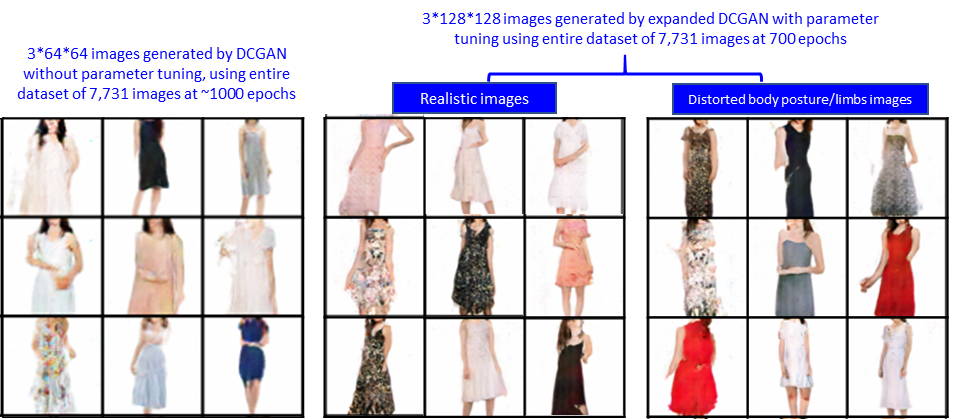 3*64*64 images generated by DCGAN
without parameter tuning, using entire
dataset of 7,731 images at ~1000 epochs
3*128*128 images generated by expanded DCGAN with parameter
tuning using entire dataset of 7,731 images at 700 epochs
Realistic images
Distorted body posture/limbs images